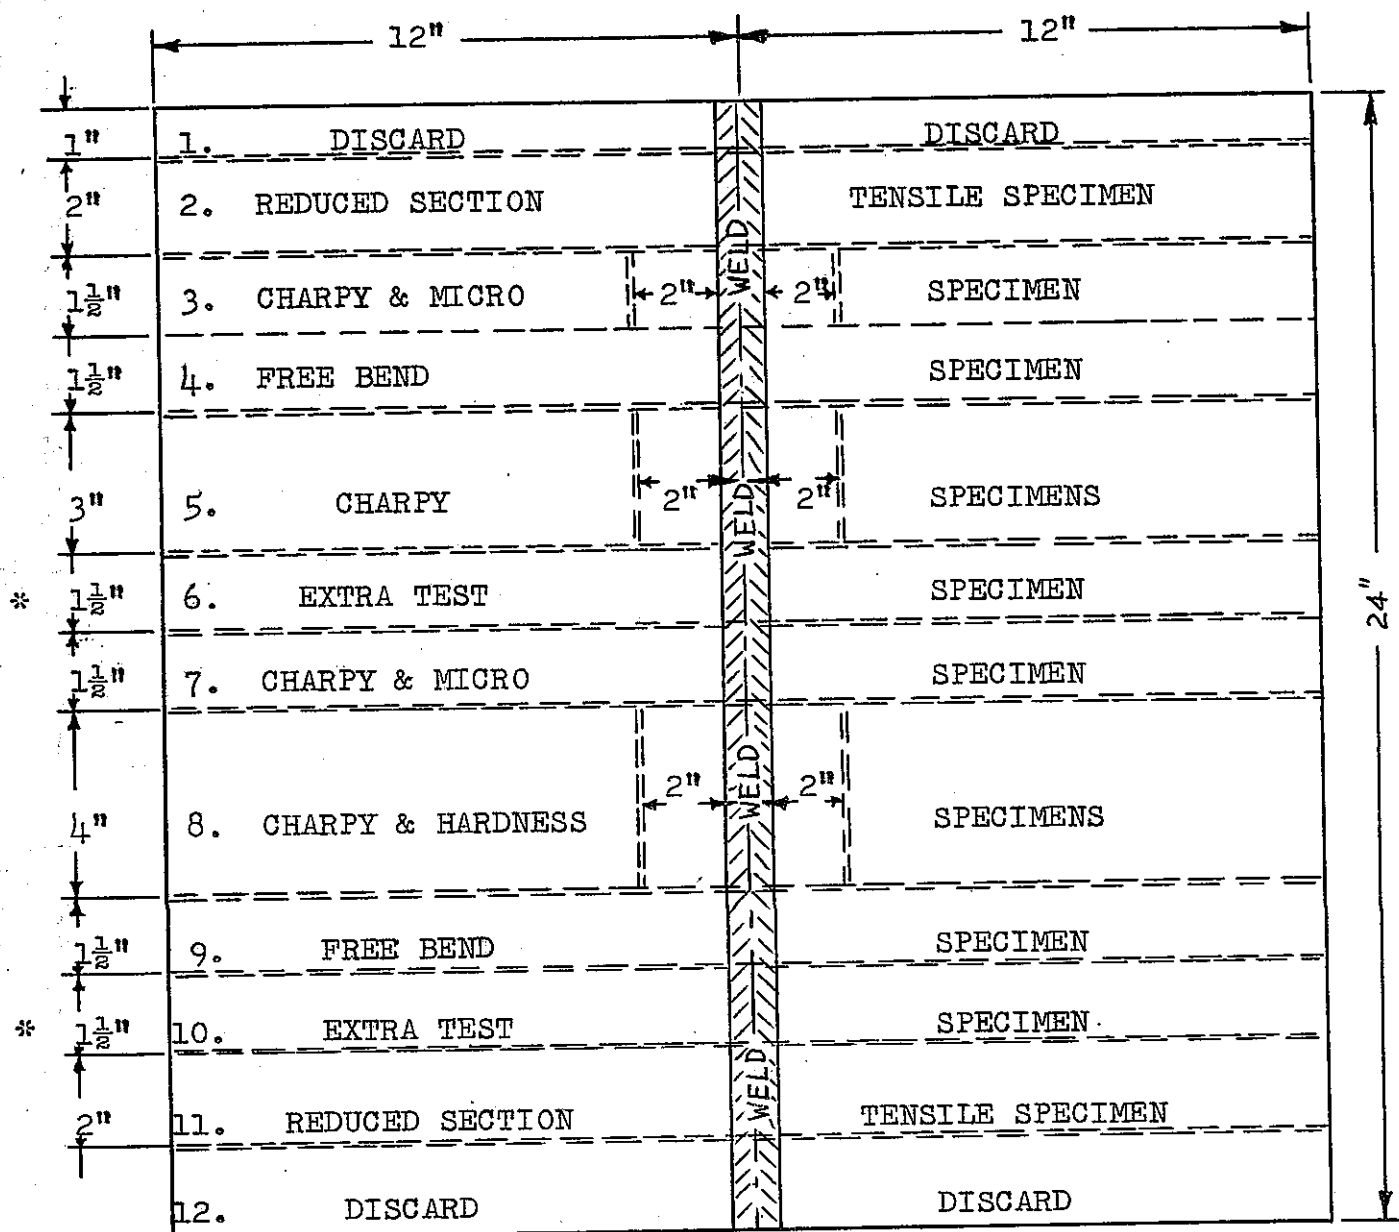 12" 12"
1" 1. DISCARD DISCARD
2" 2. REDUCED SECTION TENSILE SPECIMEN
1½" 3. CHARPY & MICRO 2" 2" SPECIMEN
1½" 4. FREE BEND SPECIMEN
3" 5. CHARPY 2" 2" SPECIMENS
* 1½" 6. EXTRA TEST SPECIMEN
1½" 7. CHARPY & MICRO SPECIMEN
4" 8. CHARPY & HARDNESS 2" 2" SPECIMENS
1½" 9. FREE BEND SPECIMEN
* 1½" 10. EXTRA TEST SPECIMEN
2" 11. REDUCED SECTION TENSILE SPECIMEN
12. DISCARD DISCARD
WELD
WELD
WELD
WELD
24"